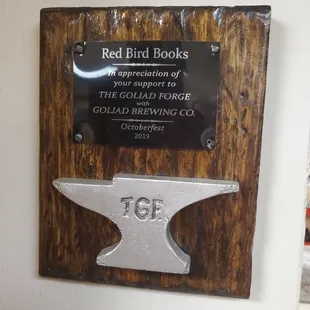 Red Bird Books
In appreciation of
your support to
THE GOLIAD FORGE
with
GOLIAD BREWING CO.
Octoberfest
2019
TGF